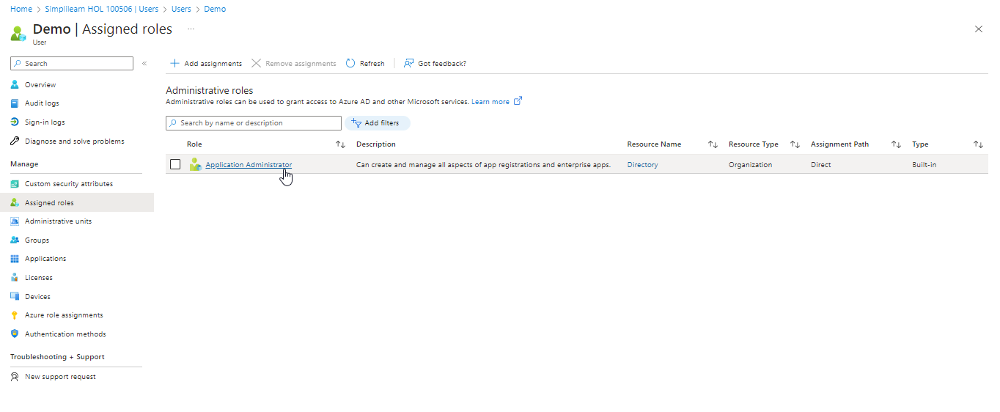 Home > Simplilearn HOL 100506 | Users > Users > Demo
Demo | Assigned roles ...
User
Search «
Add assignments Remove assignments Refresh Got feedback?
Overview
Audit logs
Sign-in logs
Diagnose and solve problems
Manage
Custom security attributes
Assigned roles
Administrative units
Groups
Applications
Licenses
Devices
Azure role assignments
Authentication methods
Troubleshooting + Support
New support request
Administrative roles
Administrative roles can be used to grant access to Azure AD and other Microsoft services. Learn more
Search by name or description Add filters
Role Description Resource Name Resource Type Assignment Path Type
Application Administrator Can create and manage all aspects of app registrations and enterprise apps. Directory Organization Direct Built-in